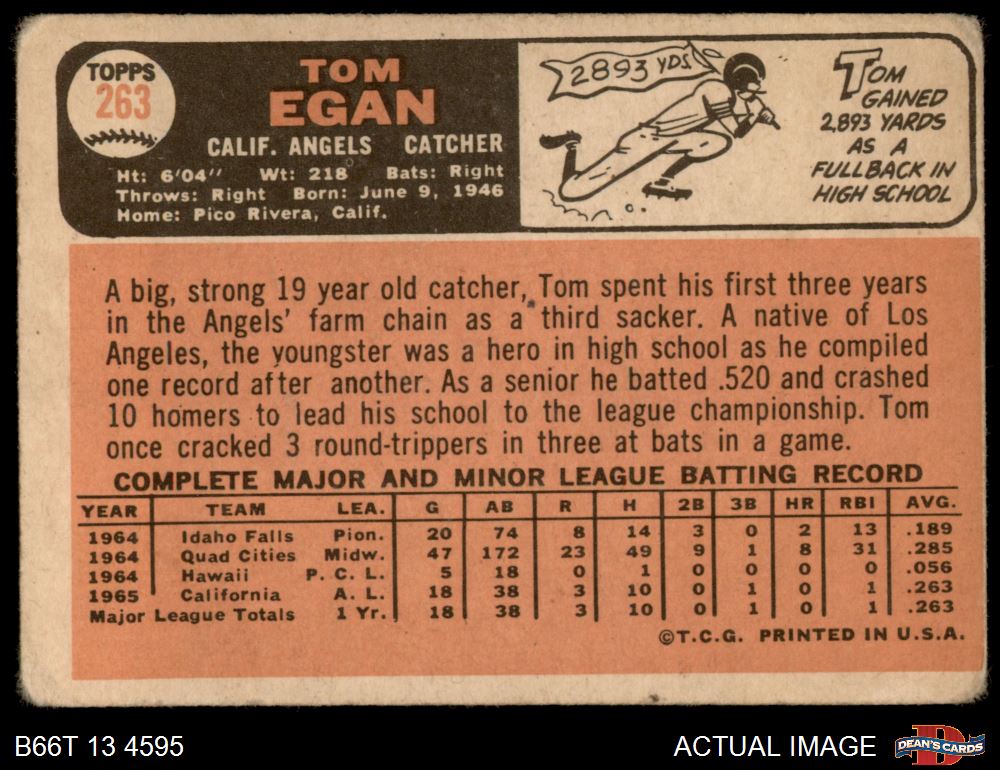 TOPPS
263
TOM
EGAN
CALIF. ANGELS CATCHER
Ht: 6'04" Wt: 218 Bats: Right
Throws: Right Born: June 9, 1946
Home: Pico Rivera, Calif.
2893 YDS.
TOM
GAINED
2,893 YARDS
AS A
FULLBACK IN
HIGH SCHOOL
A big, strong 19 year old catcher, Tom spent his first three years
in the Angels' farm chain as a third sacker. A native of Los
Angeles, the youngster was a hero in high school as he compiled
one record after another. As a senior he batted .520 and crashed
10 homers to lead his school to the league championship. Tom
once cracked 3 round-trippers in three at bats in a game.
COMPLETE MAJOR AND MINOR LEAGUE BATTING RECORD
YEAR TEAM LEA. G AB R H 2B 3B HR RBI AVG.
1964 Idaho Falls Pion. 20 74 8 14 3 0 2 13 .189
1964 Quad Cities Midw. 47 172 23 49 9 1 8 31 .285
1964 Hawaii P. C. L. 5 18 0 1 0 0 0 0 .056
1965 California A. L. 18 38 3 10 0 1 0 1 .263
Major League Totals 1 Yr. 18 38 3 10 0 1 0 1 .263
©T.C.G. PRINTED IN U.S.A.
B66T 13 4595
ACTUAL IMAGE
D
DEAN'S CARDS